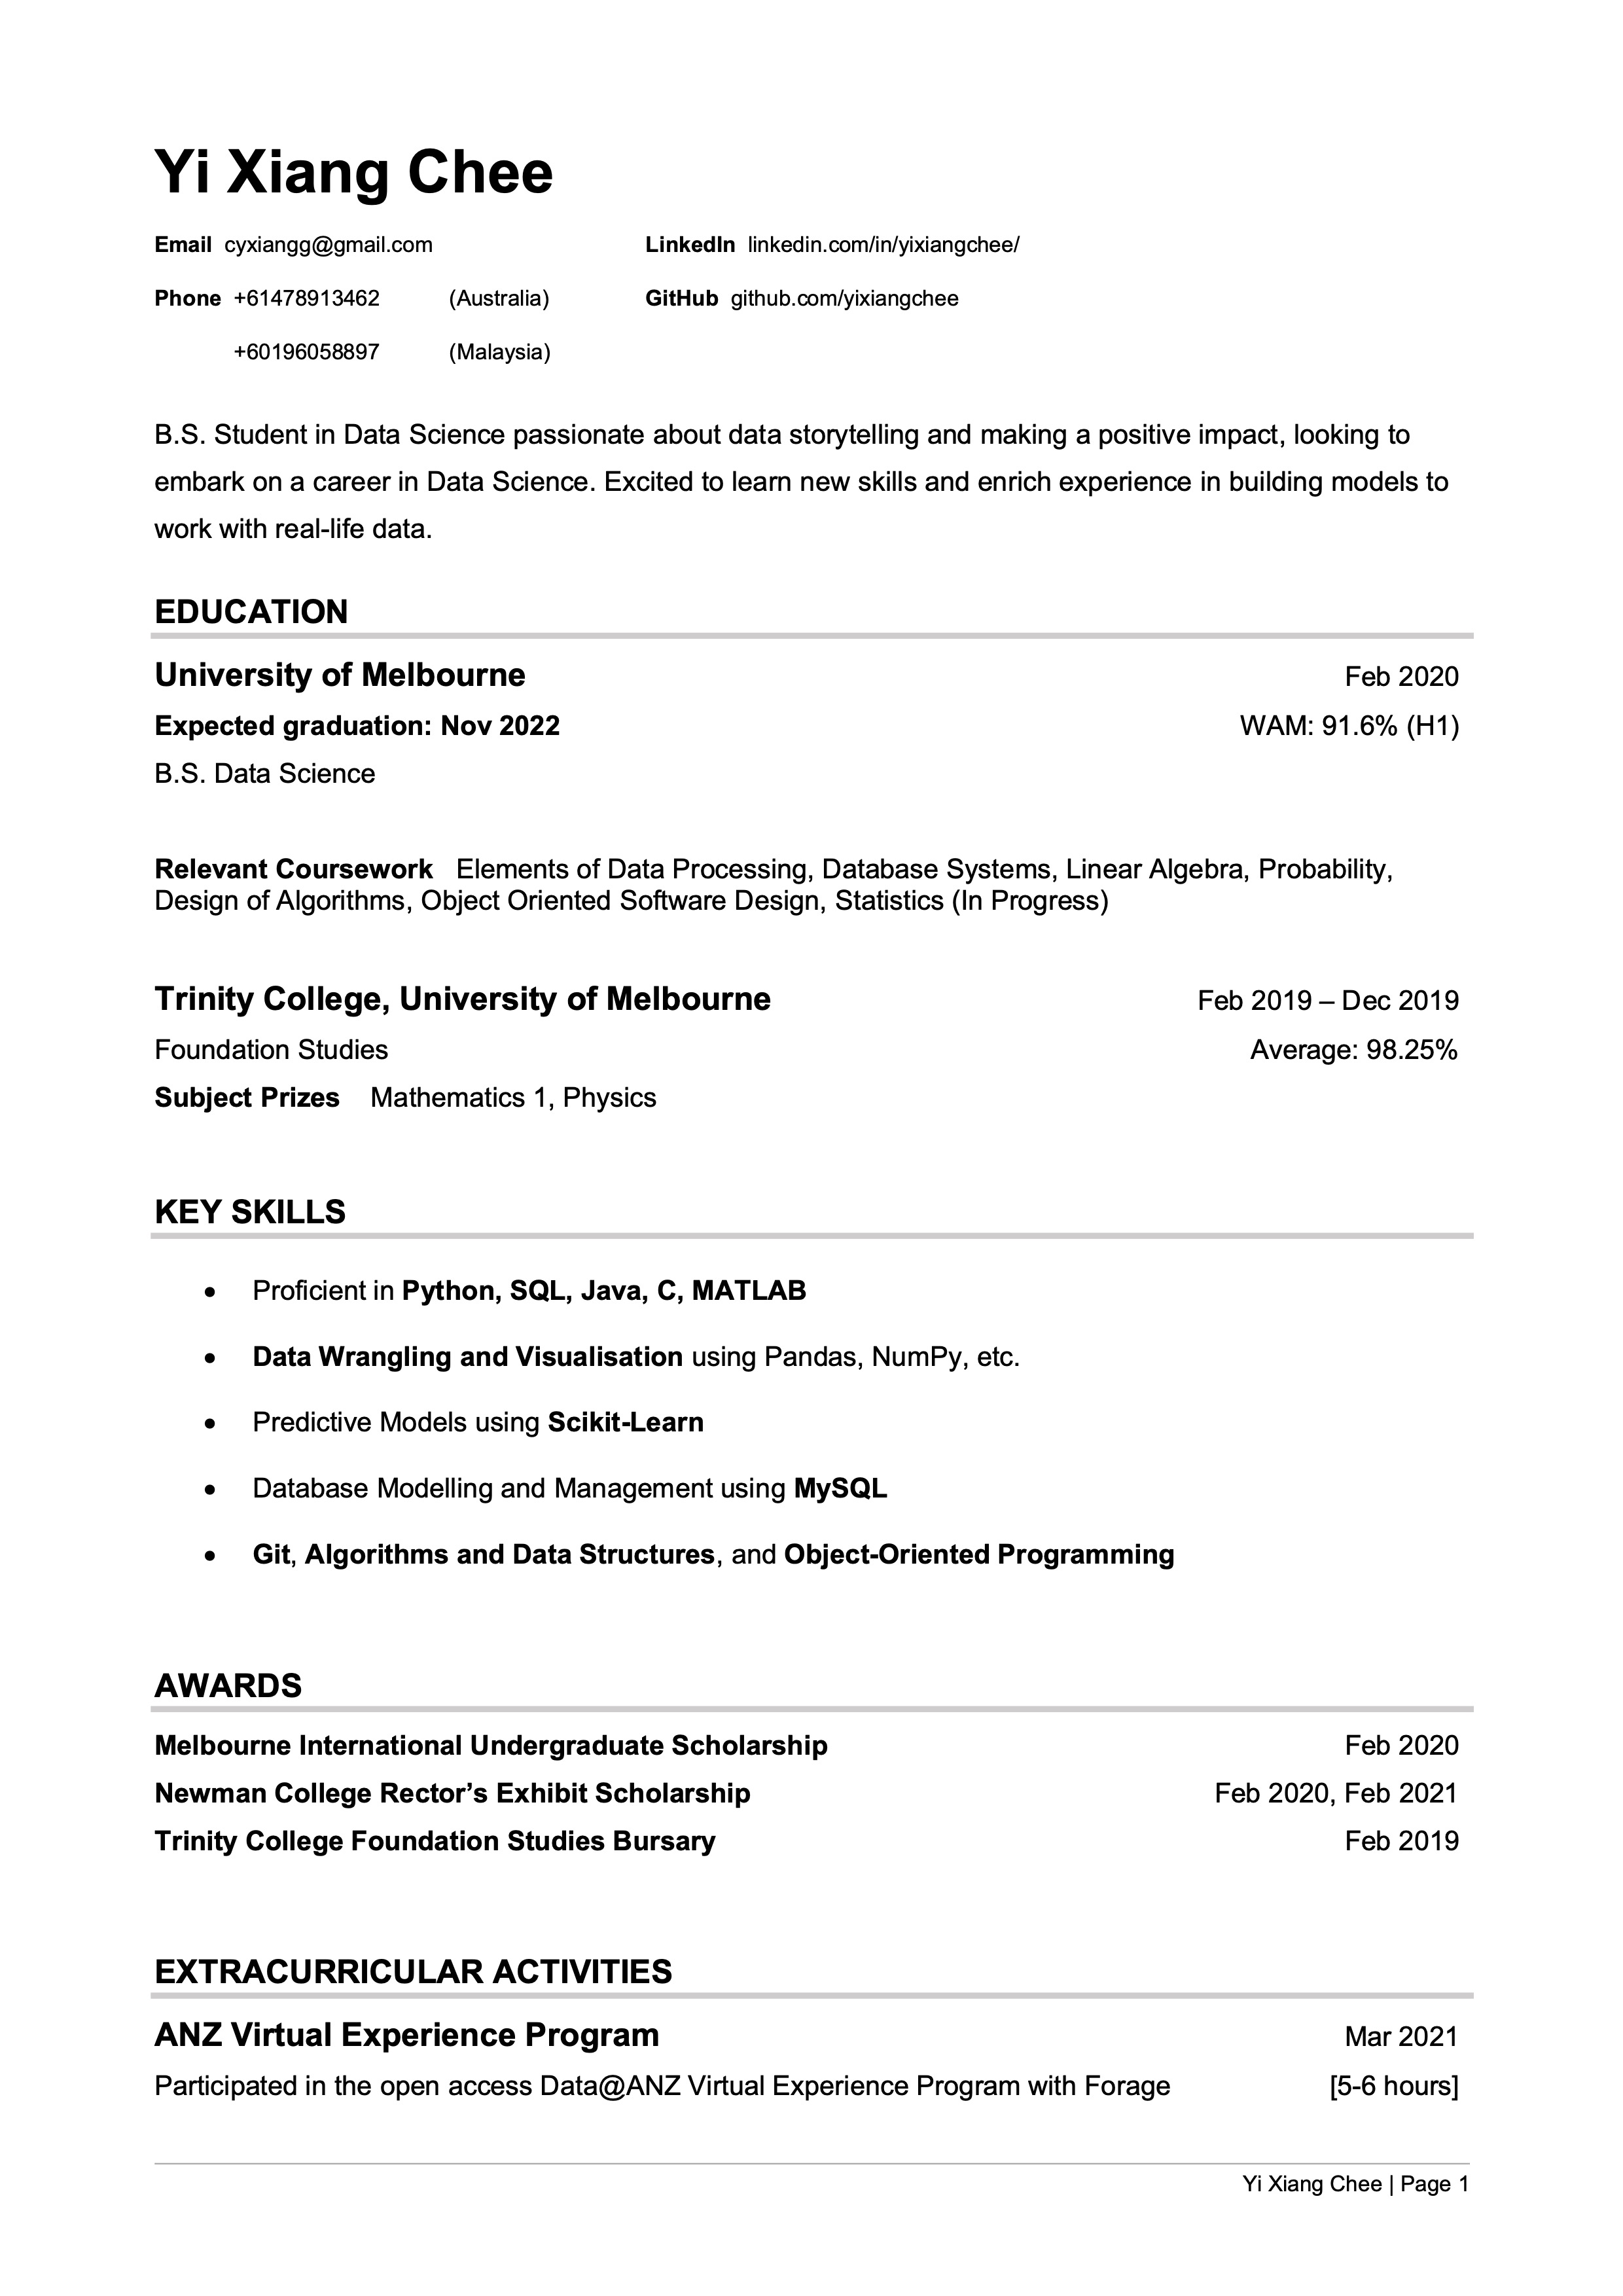 Yi Xiang Chee
Email cyxiangg@gmail.com LinkedIn linkedin.com/in/yixiangchee/
Phone +61478913462 (Australia) GitHub github.com/yixiangchee
+60196058897 (Malaysia)
B.S. Student in Data Science passionate about data storytelling and making a positive impact, looking to
embark on a career in Data Science. Excited to learn new skills and enrich experience in building models to
work with real-life data.
EDUCATION
University of Melbourne Feb 2020
Expected graduation: Nov 2022 WAM: 91.6% (H1)
B.S. Data Science
Relevant Coursework Elements of Data Processing, Database Systems, Linear Algebra, Probability,
Design of Algorithms, Object Oriented Software Design, Statistics (In Progress)
Trinity College, University of Melbourne Feb 2019 – Dec 2019
Foundation Studies Average: 98.25%
Subject Prizes Mathematics 1, Physics
KEY SKILLS
• Proficient in Python, SQL, Java, C, MATLAB
• Data Wrangling and Visualisation using Pandas, NumPy, etc.
• Predictive Models using Scikit-Learn
• Database Modelling and Management using MySQL
• Git, Algorithms and Data Structures, and Object-Oriented Programming
AWARDS
Melbourne International Undergraduate Scholarship Feb 2020
Newman College Rector’s Exhibit Scholarship Feb 2020, Feb 2021
Trinity College Foundation Studies Bursary Feb 2019
EXTRACURRICULAR ACTIVITIES
ANZ Virtual Experience Program Mar 2021
Participated in the open access Data@ANZ Virtual Experience Program with Forage [5-6 hours]
Yi Xiang Chee | Page 1